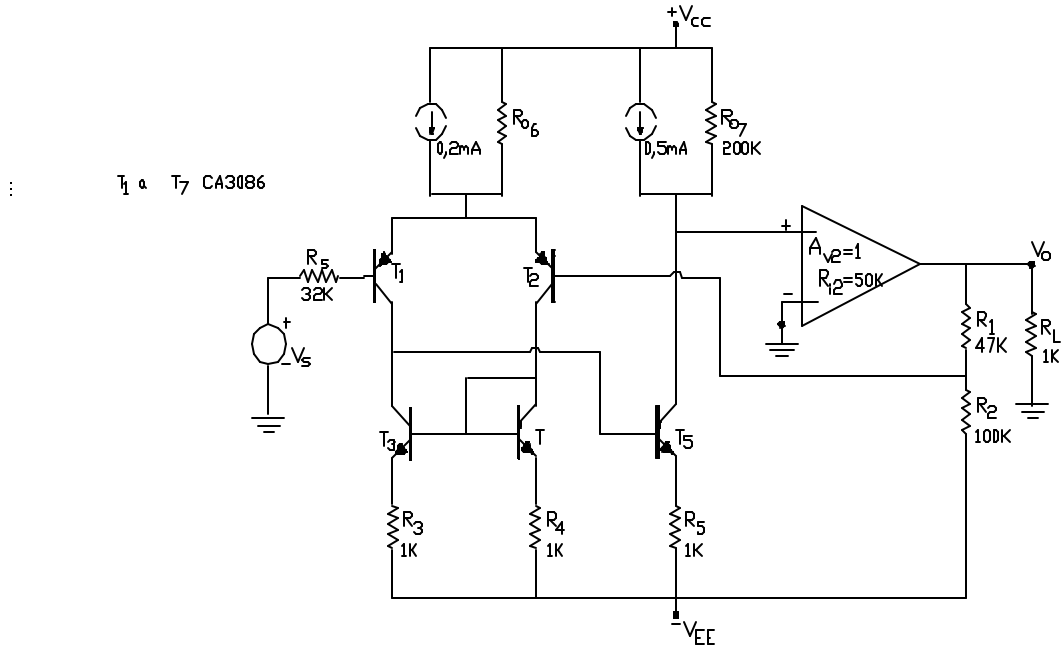 +VCC
Ro6
0,2mA
Ro7
0,5mA
200K
:
T1 a T7 CA3086
+
Av2=1
Ri2=50K
-
Vo
R5
32K
T1
T2
+
-Vs
R1
47K
RL
1K
R2
100K
T3
T
T5
R3
1K
R4
1K
R5
1K
-VEE